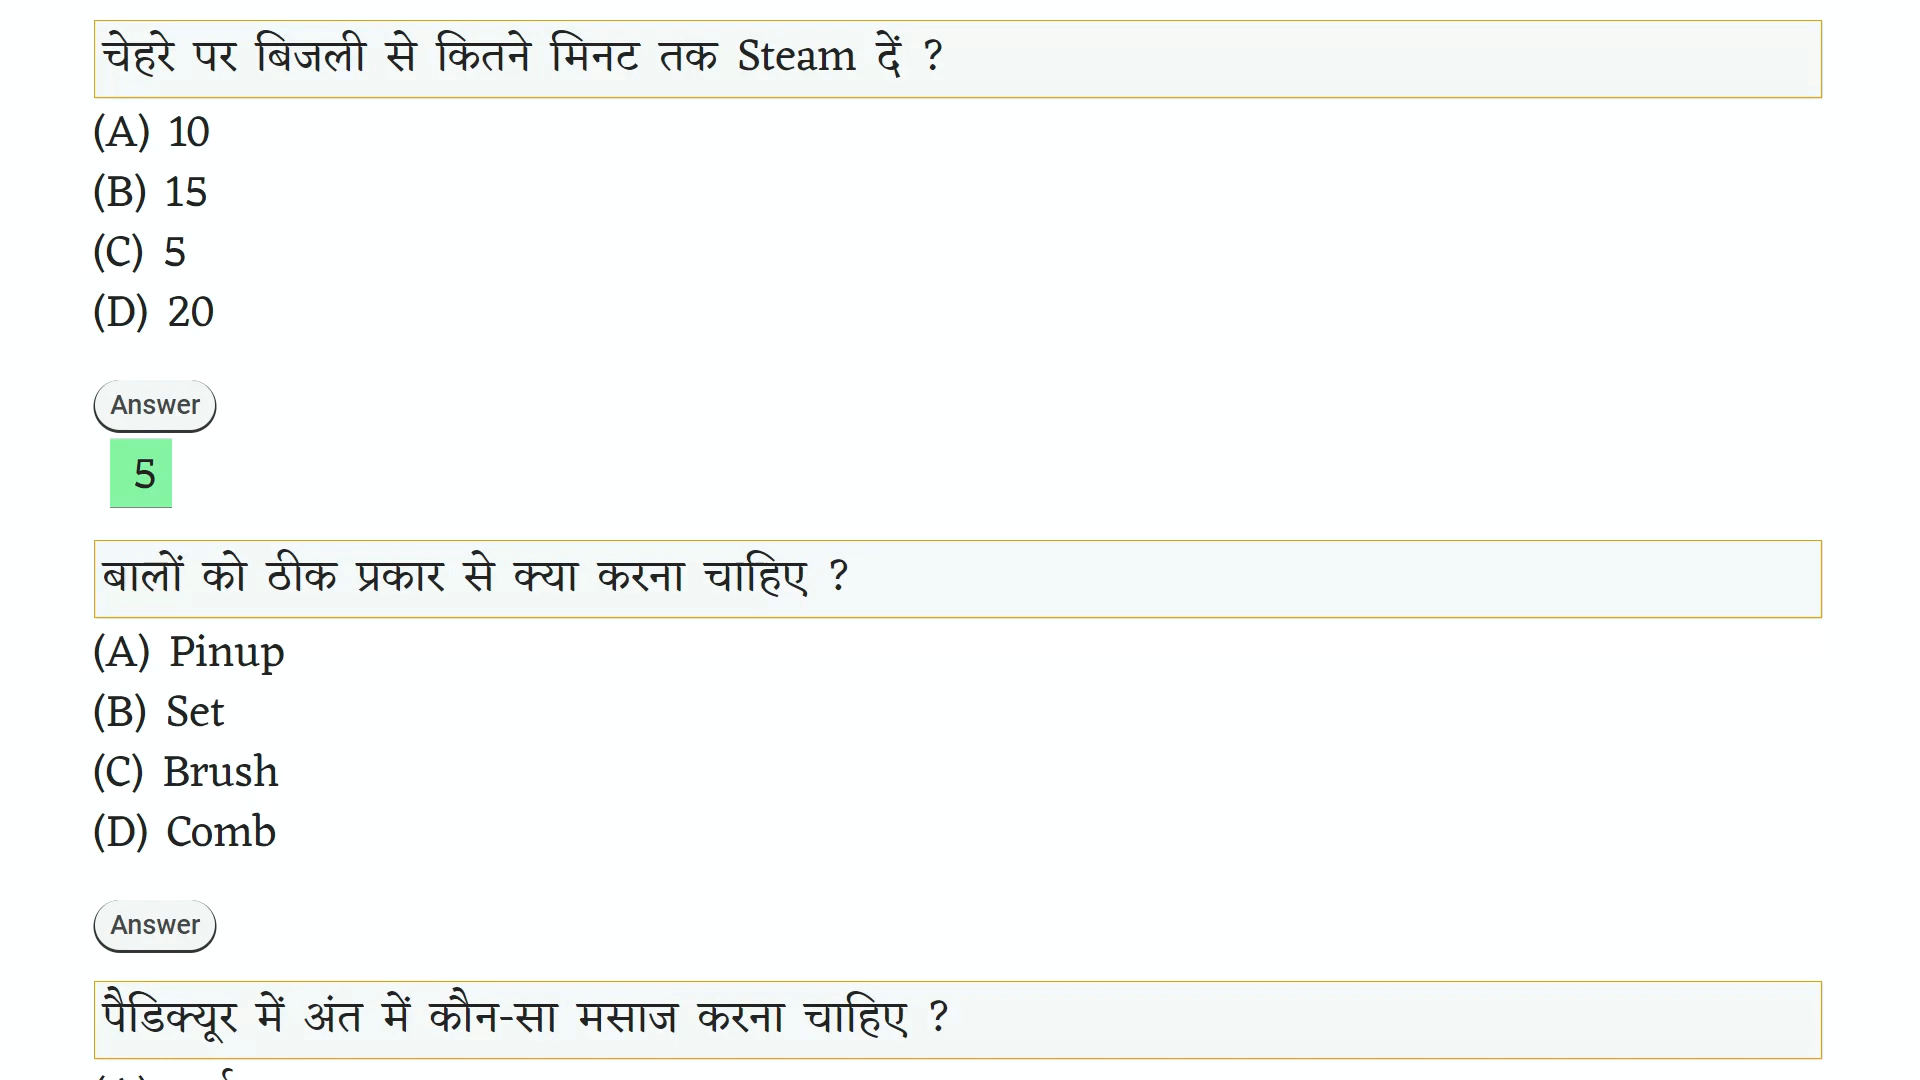 चेहरे पर बिजली से कितने मिनट तक Steam दें ?
(A) 10
(B) 15
(C) 5
(D) 20
Answer
5
बालों को ठीक प्रकार से क्या करना चाहिए ?
(A) Pinup
(B) Set
(C) Brush
(D) Comb
Answer
पैडिक्यूर में अंत में कौन-सा मसाज करना चाहिए ?